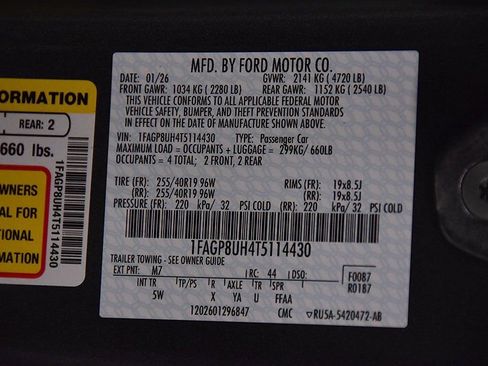 MFD. BY FORD MOTOR CO.
DATE: 01/26 GVWR: 2141 KG ( 4720 LB)
FRONT GAWR: 1034 KG ( 2280 LB) REAR GAWR: 1152 KG ( 2540 LB)
THIS VEHICLE CONFORMS TO ALL APPLICABLE FEDERAL MOTOR
VEHICLE SAFETY, BUMPER, AND THEFT PREVENTION STANDARDS
IN EFFECT ON THE DATE OF MANUFACTURE SHOWN ABOVE.
VIN: 1FAGP8UH4T5114430 TYPE: Passenger Car
MAXIMUM LOAD = OCCUPANTS + LUGGAGE = 299KG/660LB
OCCUPANTS = 4 TOTAL; 2 FRONT, 2 REAR
TIRE (FR): 255/40R19 96W RIMS (FR): 19x8.5J
(RR): 255/40R19 96W (RR): 19x8.5J
PRESSURE (FR): 220 kPa/ 32 PSI COLD (RR): 220 kPa/ 32 PSI COLD
1FAGP8UH4T5114430
TRAILER TOWING - SEE OWNER GUIDE
EXT PNT: M7 RC: 44 DSO: F0087
R0187
INT TR TP/PS R AXLE TR SPR
5W X YA U FFAA
1202601296847 CMC ▽RU5A-5420472-AB
ORMATION
REAR: 2
660 lbs.
WNERS
AL FOR
TIONAL
MATION
1FAGP8UH4T5114430